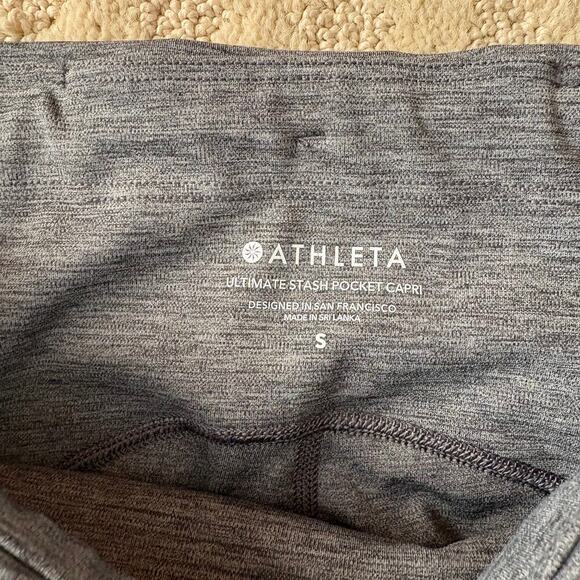 ATHLETA
ULTIMATE STASH POCKET CAPRI
DESIGNED IN SAN FRANCISCO
MADE IN SRI LANKA
S